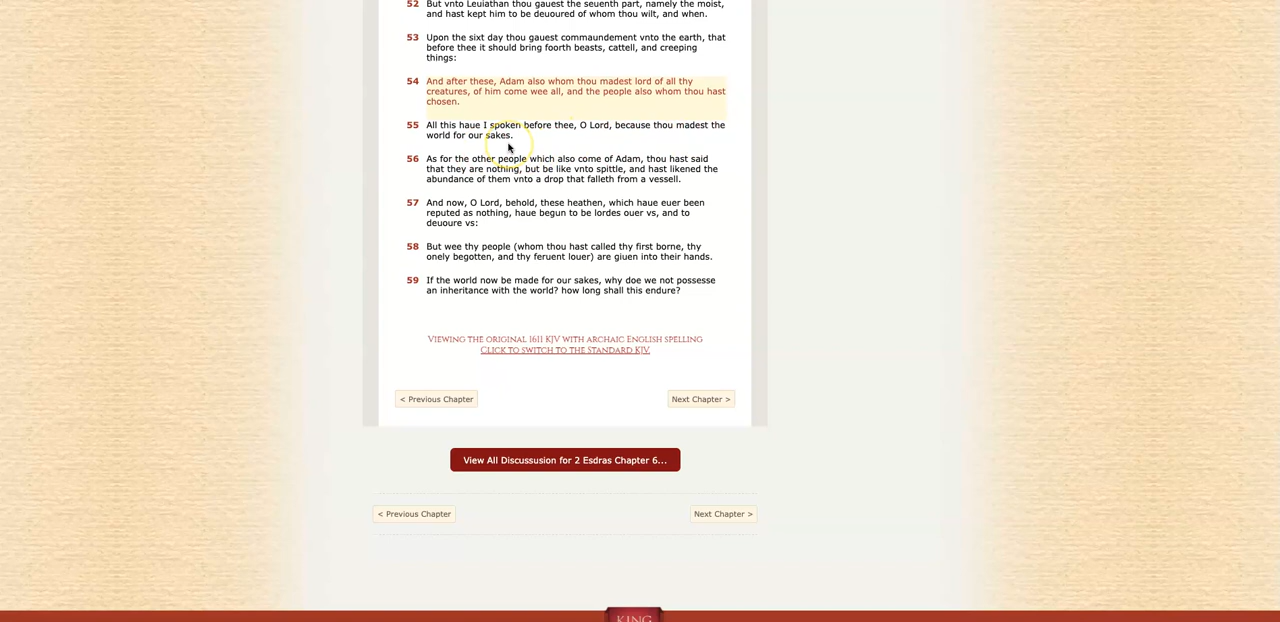 52 But vnto Leuiathan thou gauest the seuenth part, namely the moist,
and hast kept him to be deuoured of whom thou wilt, and when.
53 Upon the sixt day thou gauest commaundement vnto the earth, that
before thee it should bring foorth beasts, cattell, and creeping
things:
54 And after these, Adam also whom thou madest lord of all thy
creatures, of him come wee all, and the people also whom thou hast
chosen.
55 All this haue I spoken before thee, O Lord, because thou madest the
world for our sakes.
56 As for the other people which also come of Adam, thou hast said
that they are nothing, but be like vnto spittle, and hast likened the
abundance of them vnto a drop that falleth from a vessell.
57 And now, O Lord, behold, these heathen, which haue euer been
reputed as nothing, haue begun to be lordes ouer vs, and to
deuoure vs:
58 But wee thy people (whom thou hast called thy first borne, thy
onely begotten, and thy feruent louer) are giuen into their hands.
59 If the world now be made for our sakes, why doe we not possesse
an inheritance with the world? how long shall this endure?
Viewing the original 1611 KJV with archaic English spelling
Click to switch to the Standard KJV.
< Previous Chapter
Next Chapter >
View All Discussusion for 2 Esdras Chapter 6...
< Previous Chapter
Next Chapter >
KING